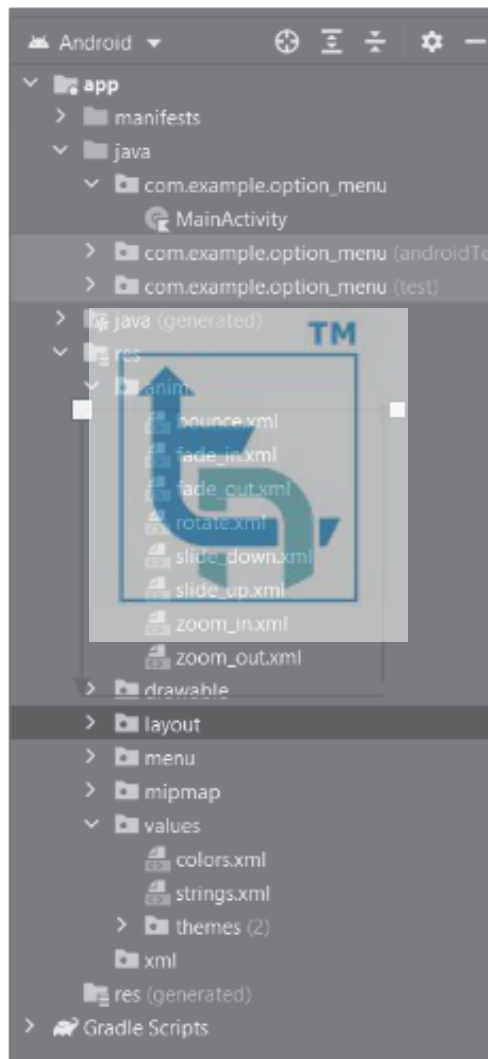 Android
app
manifests
java
com.example.option_menu
MainActivity
com.example.option_menu (androidTe
com.example.option_menu (test)
java (generated)
TM
res
anim
bounce.xml
fade_in.xml
fade_out.xml
rotate.xml
slide_down.xml
slide_up.xml
zoom_in.xml
zoom_out.xml
drawable
layout
menu
mipmap
values
colors.xml
strings.xml
themes (2)
xml
res (generated)
Gradle Scripts